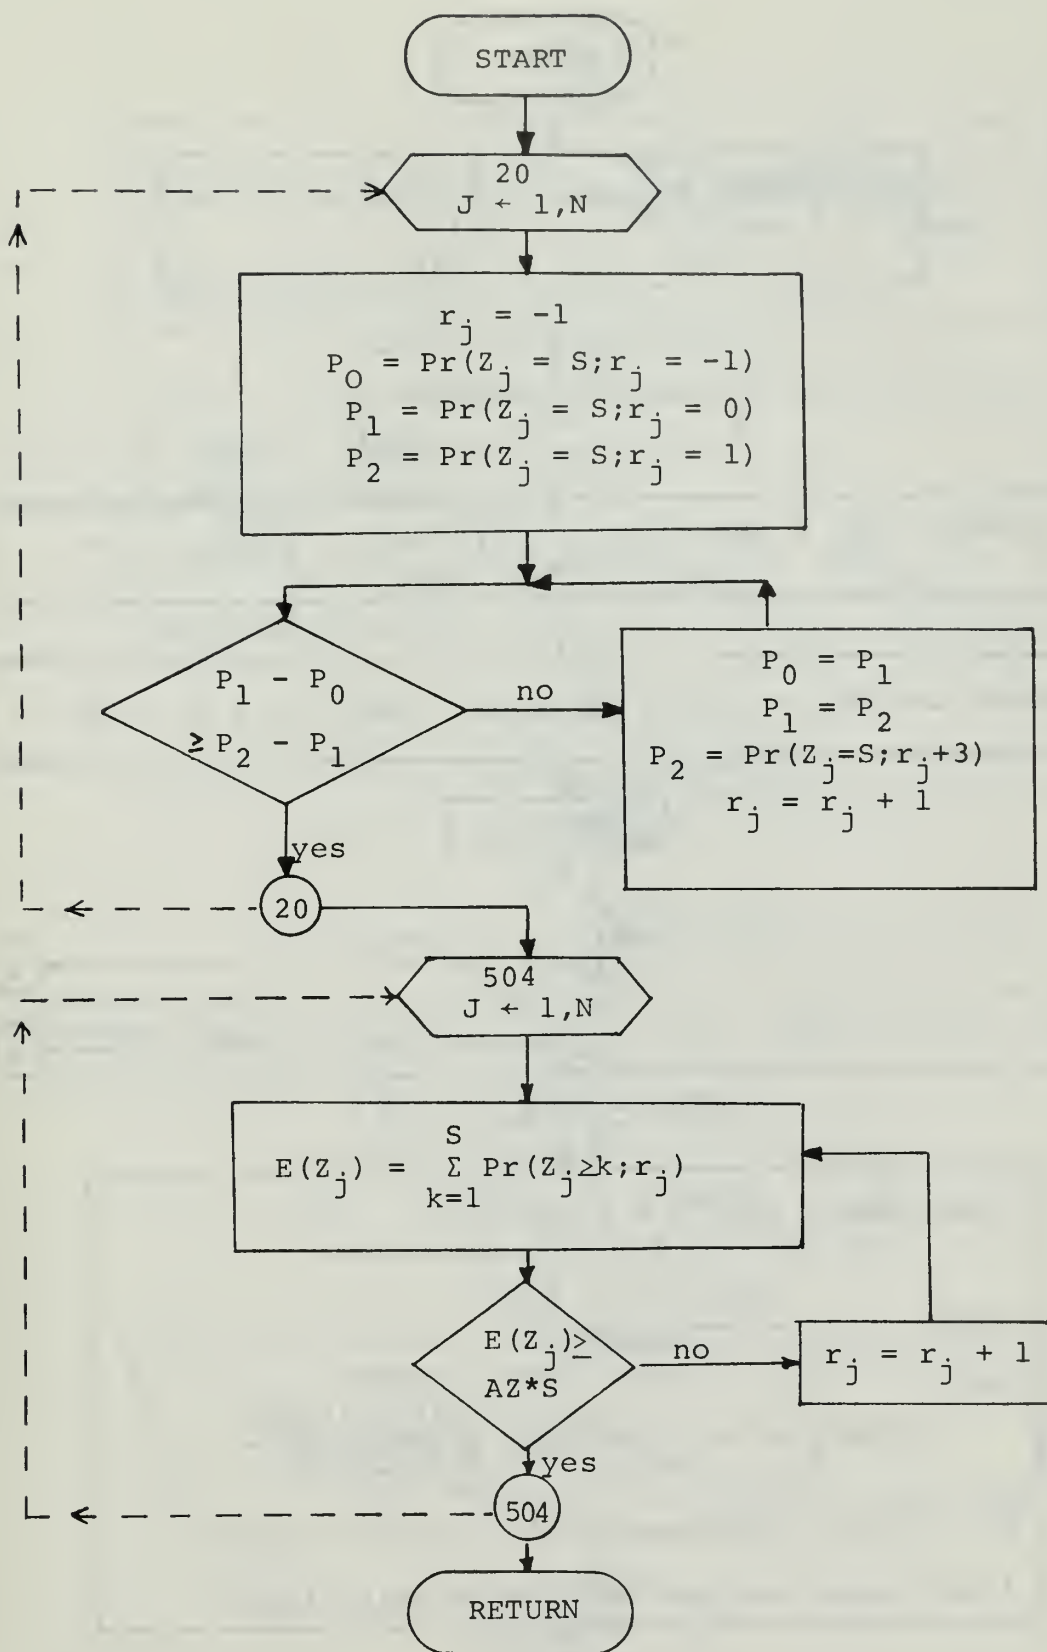 START
20
J ← 1,N
r_j = -1
P_0 = Pr(Z_j = S;r_j = -1)
P_1 = Pr(Z_j = S;r_j = 0)
P_2 = Pr(Z_j = S;r_j = 1)
P_1 - P_0
≥ P_2 - P_1
no
P_0 = P_1
P_1 = P_2
P_2 = Pr(Z_j=S;r_j+3)
r_j = r_j + 1
yes
20
504
J ← 1,N
S
E(Z_j) = Σ Pr(Z_j≥k;r_j)
k=1
E(Z_j)≥
AZ*S
no
r_j = r_j + 1
yes
504
RETURN